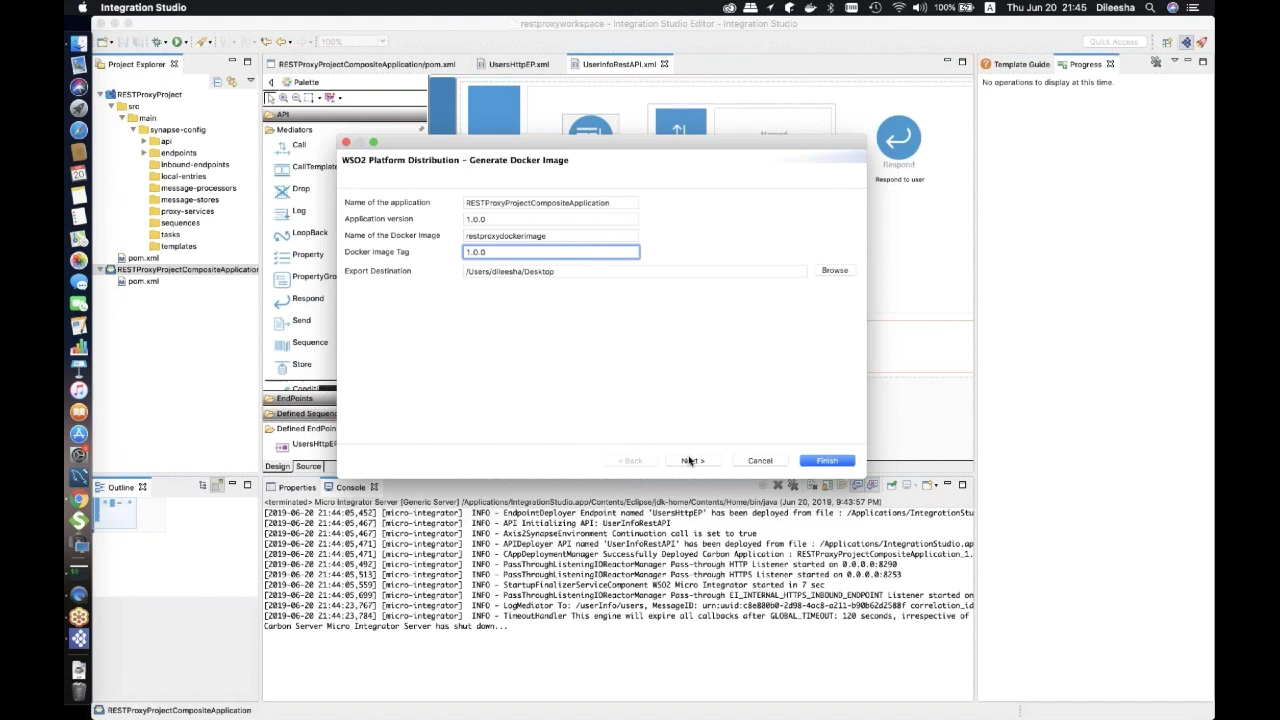 Integration Studio
100%
A
Thu Jun 20 21:45
Dileesha
restproxyworkspace - Integration Studio Editor - Integration Studio
100%
Quick Access
Project Explorer
RESTProxyProjectCompositeApplication/pom.xml
UsersHttpEP.xml
UserInfoRestAPI.xml
Template Guide
Progress
No operations to display at this time.
RESTProxyProject
src
main
synapse-config
api
endpoints
inbound-endpoints
local-entries
message-processors
message-stores
proxy-services
sequences
tasks
templates
pom.xml
RESTProxyProjectCompositeApplication
pom.xml
Palette
API
Mediators
Call
CallTemplate
Drop
Log
LoopBack
Property
PropertyGro
Respond
Send
Sequence
Store
EndPoints
Defined Sequen
Defined EndPoin
UsersHttpEP
Design
Source
Respond
Respond to user
WSO2 Platform Distribution - Generate Docker Image
Name of the application
RESTProxyProjectCompositeApplication
Application version
1.0.0
Name of the Docker Image
restproxydockerimage
Docker Image Tag
1.0.0
Export Destination
/Users/dileesha/Desktop
Browse
< Back
Next >
Cancel
Finish
Outline
Properties
Console
<terminated> Micro Integrator Server [Generic Server] /Applications/IntegrationStudio.app/Contents/Eclipse/jdk-home/Contents/Home/bin/java (Jun 20, 2019, 9:43:57 PM)
[2019-06-20 21:44:05,452] [micro-integrator] INFO - EndpointDeployer Endpoint named 'UsersHttpEP' has been deployed from file : /Applications/IntegrationStu
[2019-06-20 21:44:05,467] [micro-integrator] INFO - API Initializing API: UserInfoRestAPI
[2019-06-20 21:44:05,467] [micro-integrator] INFO - Axis2SynapseEnvironment Continuation call is set to true
[2019-06-20 21:44:05,471] [micro-integrator] INFO - APIDeployer API named 'UserInfoRestAPI' has been deployed from file : /Applications/IntegrationStudio.ap
[2019-06-20 21:44:05,471] [micro-integrator] INFO - CAppDeploymentManager Successfully Deployed Carbon Application : RESTProxyProjectCompositeApplication_1.
[2019-06-20 21:44:05,492] [micro-integrator] INFO - PassThroughListeningIOReactorManager Pass-through HTTP Listener started on 0.0.0.0:8290
[2019-06-20 21:44:05,513] [micro-integrator] INFO - PassThroughListeningIOReactorManager Pass-through HTTPS Listener started on 0.0.0.0:8253
[2019-06-20 21:44:05,559] [micro-integrator] INFO - StartupFinalizerServiceComponent WSO2 Micro Integrator started in 7 sec
[2019-06-20 21:44:05,699] [micro-integrator] INFO - PassThroughListeningIOReactorManager Pass-through EI_INTERNAL_HTTPS_INBOUND_ENDPOINT Listener started on
[2019-06-20 21:44:23,767] [micro-integrator] INFO - LogMediator To: /userInfo/users, MessageID: urn:uuid:c8e880b0-2d98-4ac8-a211-b90b62d2588f correlation_id
[2019-06-20 21:44:23,784] [micro-integrator] INFO - TimeoutHandler This engine will expire all callbacks after GLOBAL_TIMEOUT: 120 seconds, irrespective of
Carbon Server Micro Integrator Server has shut down...
RESTProxyProjectCompositeApplication